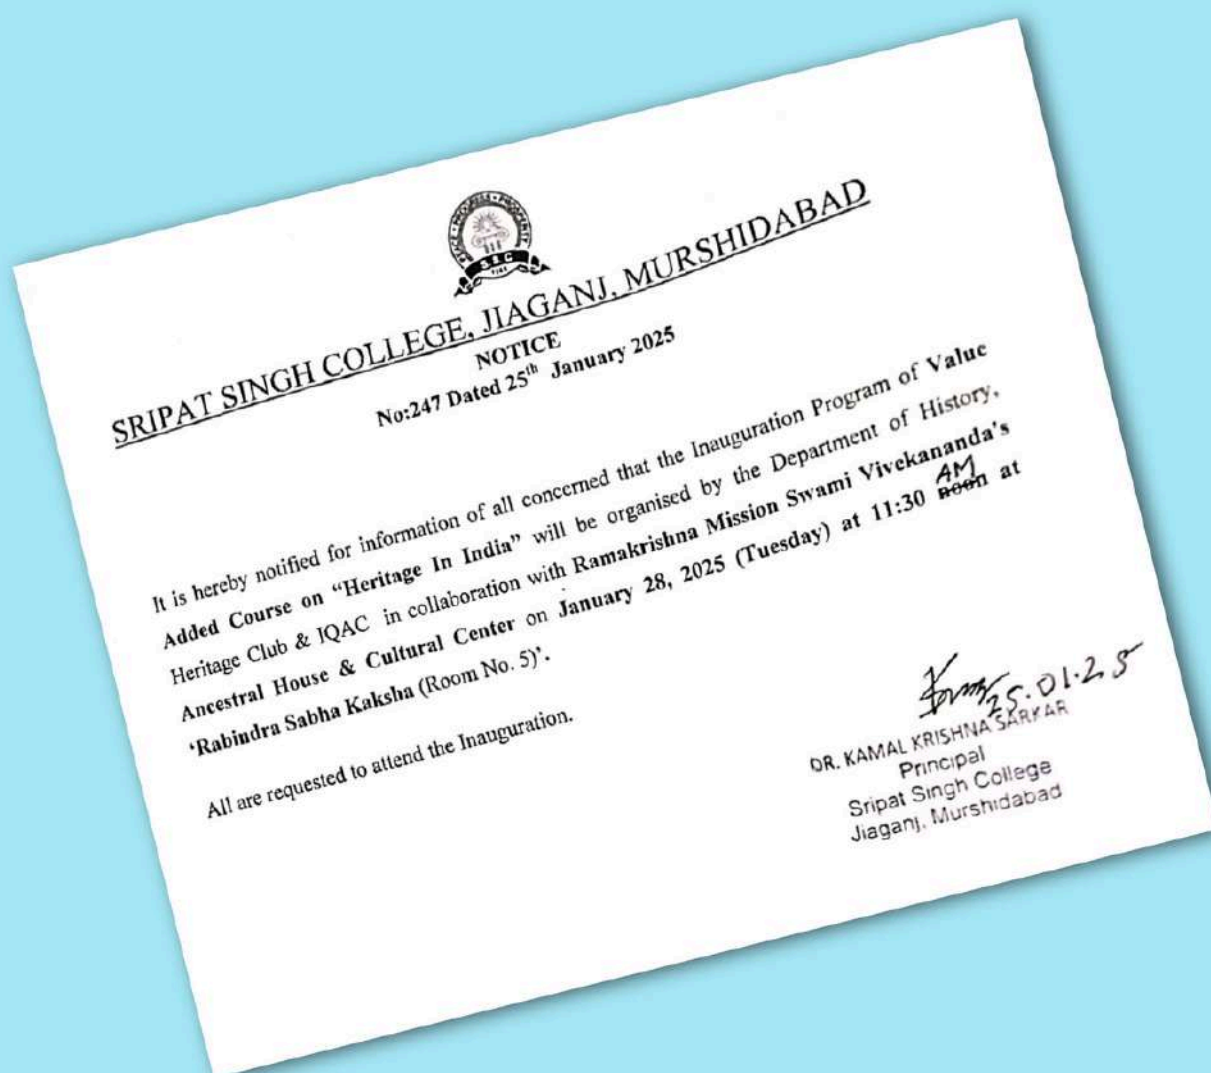 PEACE • PROGRESS • PROSPERITY
S.S.C
SRIPAT SINGH COLLEGE, JIAGANJ, MURSHIDABAD
NOTICE
No:247 Dated 25th January 2025
It is hereby notified for information of all concerned that the Inauguration Program of Value
Added Course on “Heritage In India” will be organised by the Department of History,
Heritage Club & IQAC in collaboration with Ramakrishna Mission Swami Vivekananda's
Ancestral House & Cultural Center on January 28, 2025 (Tuesday) at 11:30 noon AM at
‘Rabindra Sabha Kaksha (Room No. 5)’.
All are requested to attend the Inauguration.
25.01.25
DR. KAMAL KRISHNA SARKAR
Principal
Sripat Singh College
Jiaganj, Murshidabad